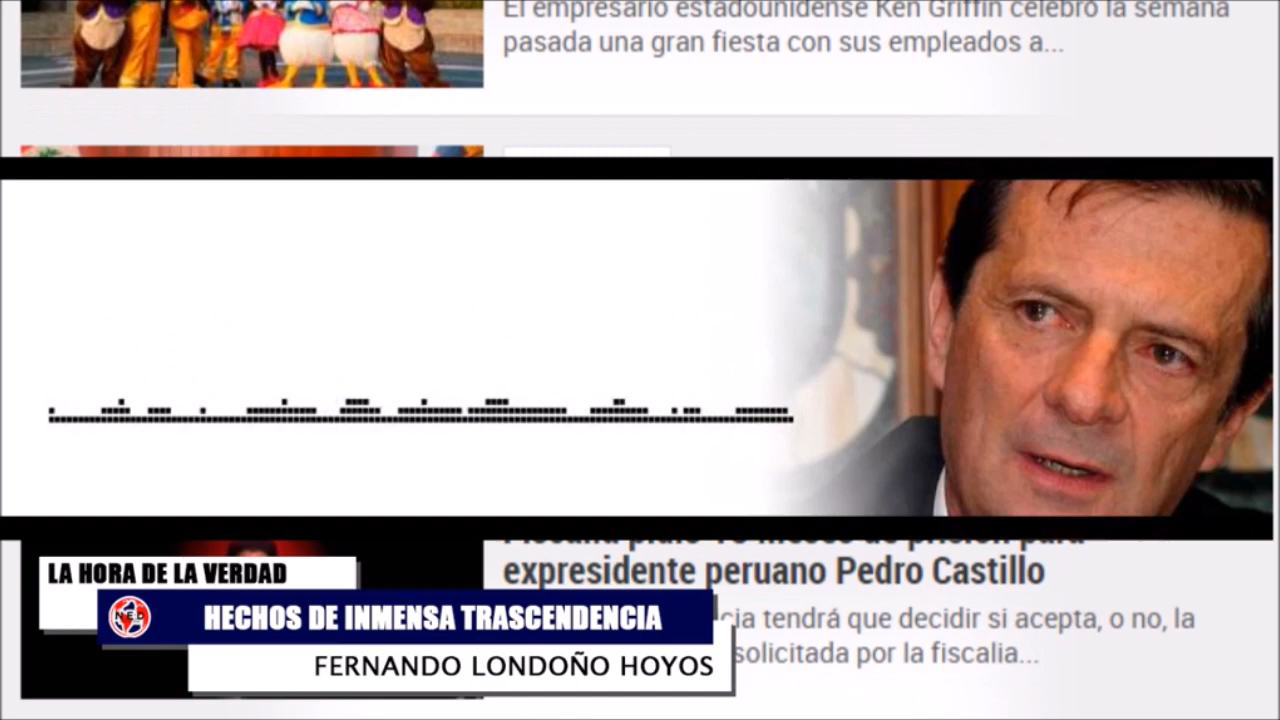 El empresario estadounidense Ken Griffin celebró la semana
pasada una gran fiesta con sus empleados a...
expresidente peruano Pedro Castillo
cia tendrá que decidir si acepta, o no, la
solicitada por la fiscalia...
LA HORA DE LA VERDAD
HECHOS DE INMENSA TRASCENDENCIA
FERNANDO LONDOÑO HOYOS